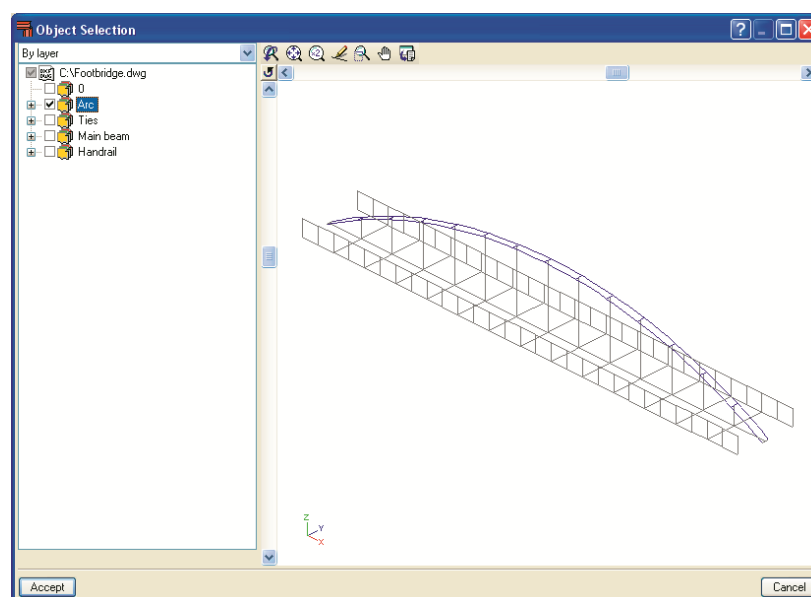 Object Selection
By layer
C:\Footbridge.dwg
0
Arc
Ties
Main beam
Handrail
Z
Y
X
Accept
Cancel